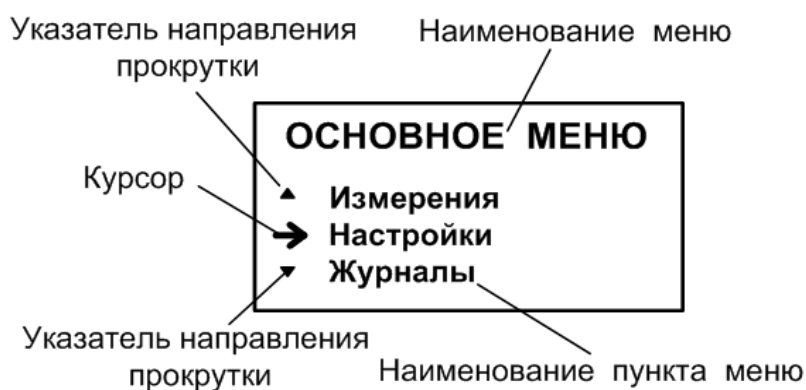 Указатель направления
прокрутки
Наименование меню
ОСНОВНОЕ МЕНЮ
Курсор
Измерения
Настройки
Журналы
Указатель направления
прокрутки
Наименование пункта меню